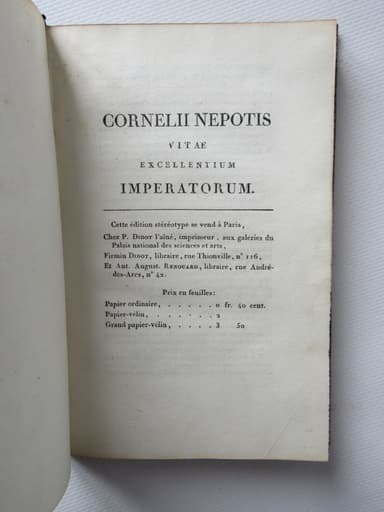 CORNELII NEPOTIS
VITAE
EXCELLENTIUM
IMPERATORUM.
Cette édition stéréotype se vend à Paris,
Chez P. DIDOT l'aîné, imprimeur, aux galeries du
Palais national des sciences et arts,
FIRMIN DIDOT, libraire, rue Thionville, n° 116,
Et ANT. AUGUST. RENOUARD, libraire, rue André-
des-Arcs, n° 42.
Prix en feuilles:
Papier ordinaire, . . . . . 0 fr. 40 cent.
Papier-vélin, . . . . . . 2
Grand papier-vélin, . . . . . 3 50